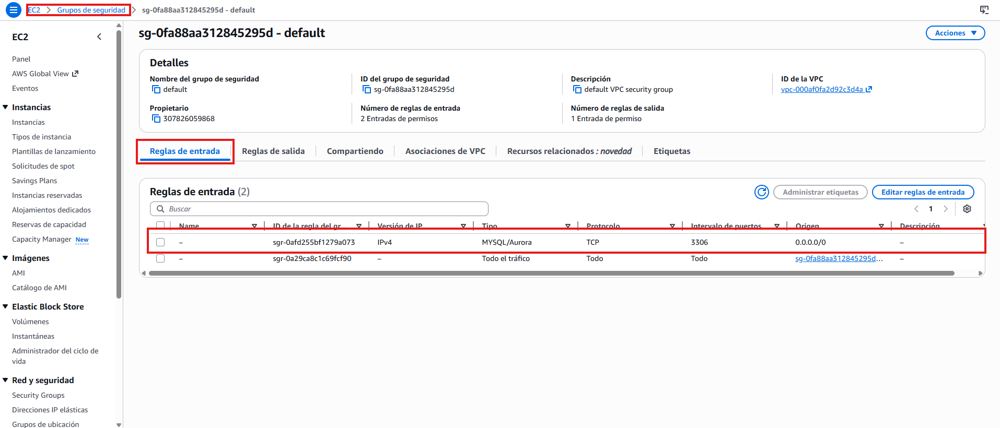 EC2 > Grupos de seguridad > sg-0fa88aa312845295d - default
EC2
Panel
AWS Global View
Eventos
Instancias
Instancias
Tipos de instancia
Plantillas de lanzamiento
Solicitudes de spot
Savings Plans
Instancias reservadas
Alojamientos dedicados
Reservas de capacidad
Capacity Manager New
Imágenes
AMI
Catálogo de AMI
Elastic Block Store
Volúmenes
Instantáneas
Administrador del ciclo de
vida
Red y seguridad
Security Groups
Direcciones IP elásticas
Grupos de ubicación
sg-0fa88aa312845295d - default
Acciones
Detalles
Nombre del grupo de seguridad
default
ID del grupo de seguridad
sg-0fa88aa312845295d
Descripción
default VPC security group
ID de la VPC
vpc-000af0fa2d92c3d4a
Propietario
307826059868
Número de reglas de entrada
2 Entradas de permisos
Número de reglas de salida
1 Entrada de permiso
Reglas de entrada
Reglas de salida
Compartiendo
Asociaciones de VPC
Recursos relacionados : novedad
Etiquetas
Reglas de entrada (2)
Administrar etiquetas
Editar reglas de entrada
Buscar
1
Name ID de la regla del gr... Versión de IP Tipo Protocolo Intervalo de puertos Origen Descripción
– sgr-0afd255bf1279a073 IPv4 MYSQL/Aurora TCP 3306 0.0.0.0/0 –
– sgr-0a29ca8c1c69fcf90 – Todo el tráfico Todo Todo sg-0fa88aa312845295d... –